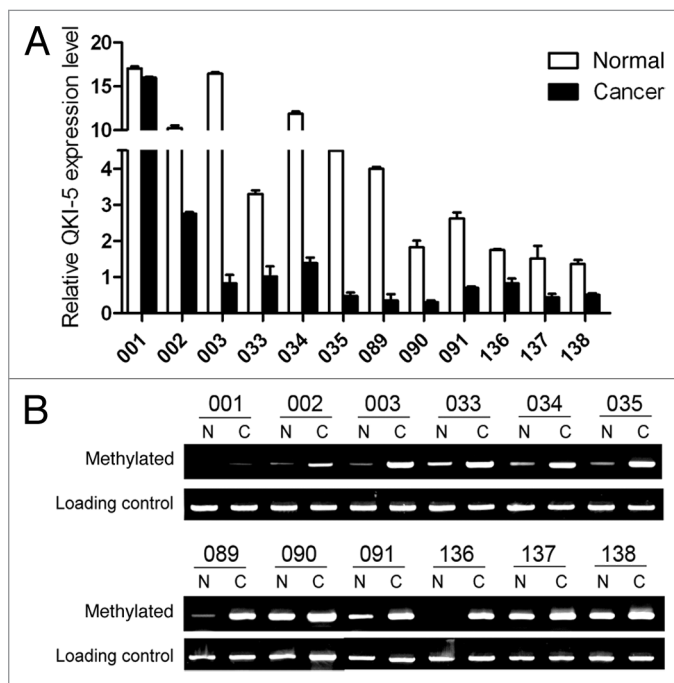 A
Relative QKI-5 expression level
20
15
10
4
3
2
1
0
Normal
Cancer
001 002 003 033 034 035 089 090 091 136 137 138
B
001 002 003 033 034 035
N C N C N C N C N C N C
Methylated
Loading control
089 090 091 136 137 138
N C N C N C N C N C N C
Methylated
Loading control